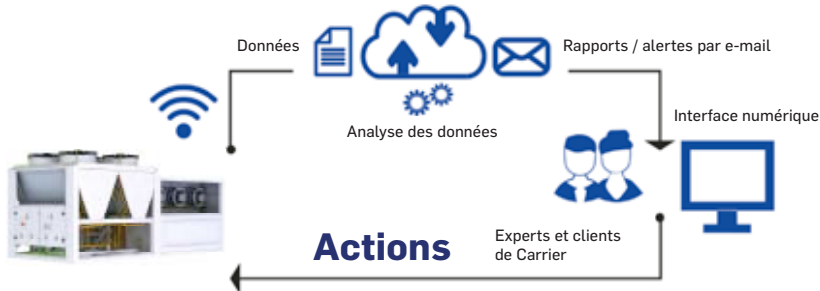 Données
Rapports / alertes par e-mail
Analyse des données
Interface numérique
Actions
Experts et clients
de Carrier